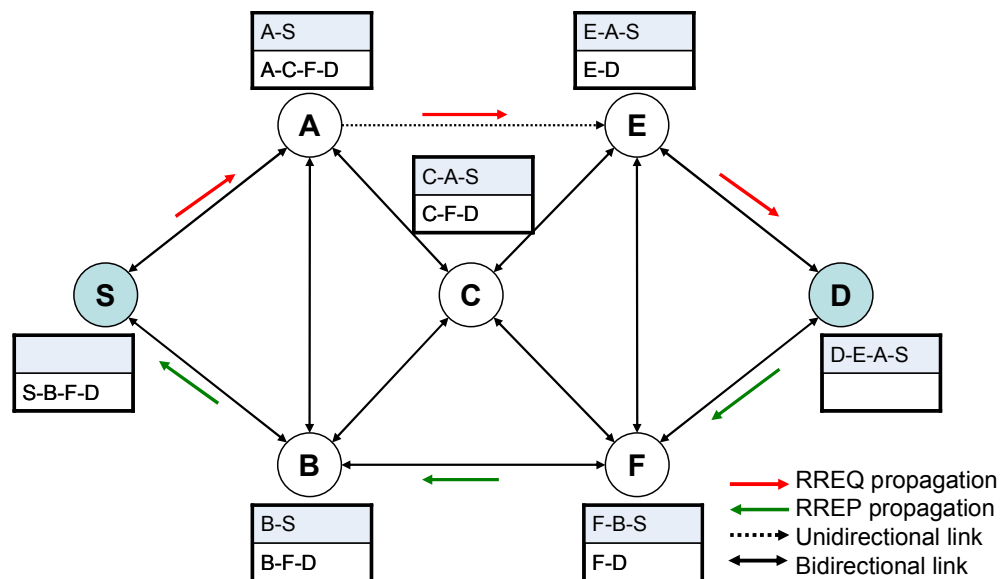 A-S
A-C-F-D
E-A-S
E-D
A
E
C-A-S
C-F-D
S
C
D
S-B-F-D
D-E-A-S
B
F
B-S
B-F-D
F-B-S
F-D
RREQ propagation
RREP propagation
Unidirectional link
Bidirectional link